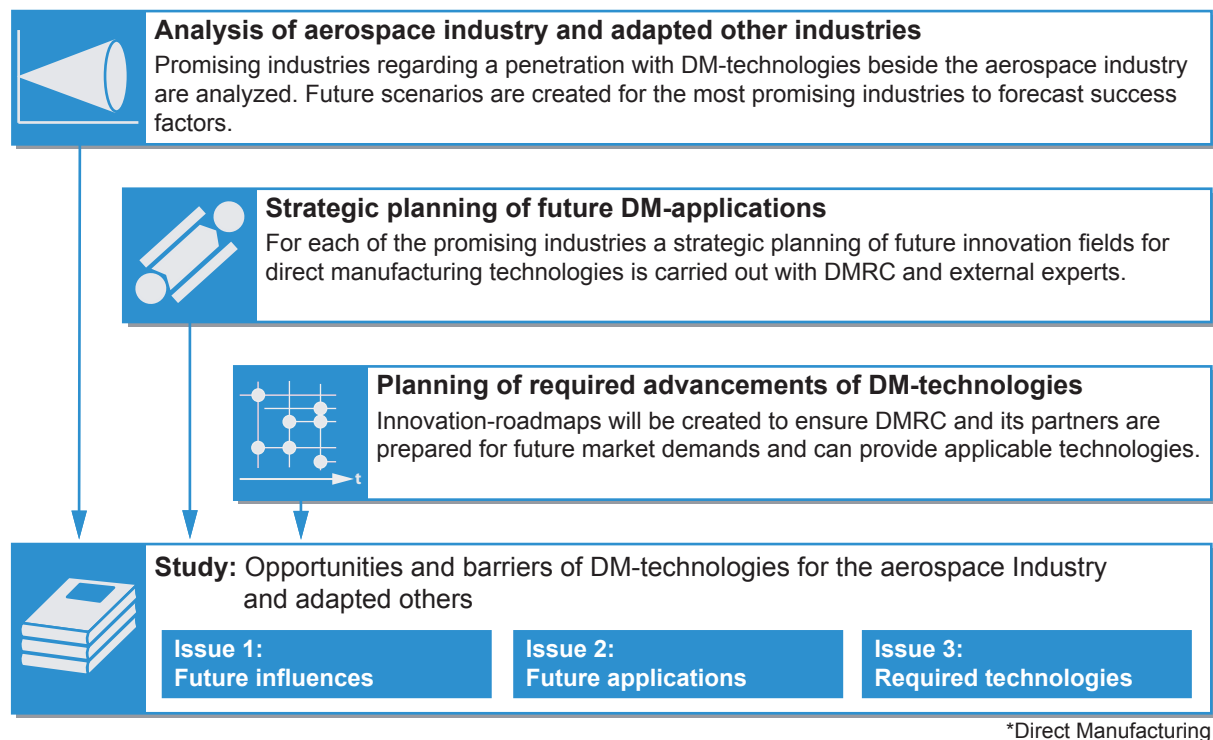 Analysis of aerospace industry and adapted other industries
Promising industries regarding a penetration with DM-technologies beside the aerospace industry
are analyzed. Future scenarios are created for the most promising industries to forecast success
factors.
Strategic planning of future DM-applications
For each of the promising industries a strategic planning of future innovation fields for
direct manufacturing technologies is carried out with DMRC and external experts.
Planning of required advancements of DM-technologies
Innovation-roadmaps will be created to ensure DMRC and its partners are
prepared for future market demands and can provide applicable technologies.
t
Study: Opportunities and barriers of DM-technologies for the aerospace Industry
and adapted others
Issue 1:
Future influences
Issue 2:
Future applications
Issue 3:
Required technologies
*Direct Manufacturing